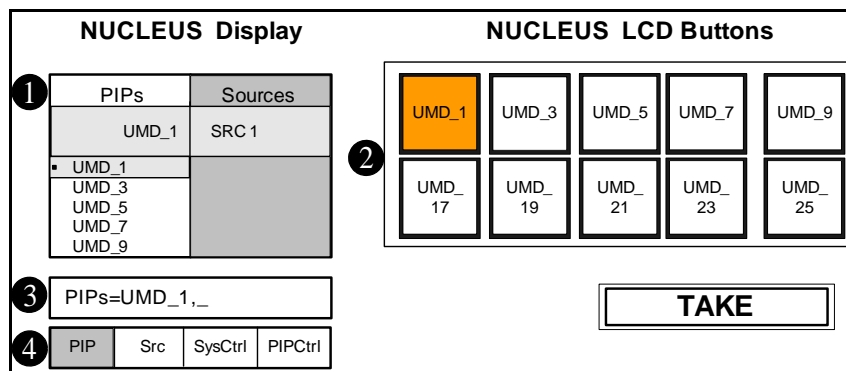 NUCLEUS Display
NUCLEUS LCD Buttons
1
PIPs
Sources
UMD_1
SRC 1
UMD_1
UMD_3
UMD_5
UMD_7
UMD_9
2
UMD_1
UMD_3
UMD_5
UMD_7
UMD_9
UMD_
17
UMD_
19
UMD_
21
UMD_
23
UMD_
25
3
PIPs=UMD_1,_
TAKE
4
PIP
Src
SysCtrl
PIPCtrl